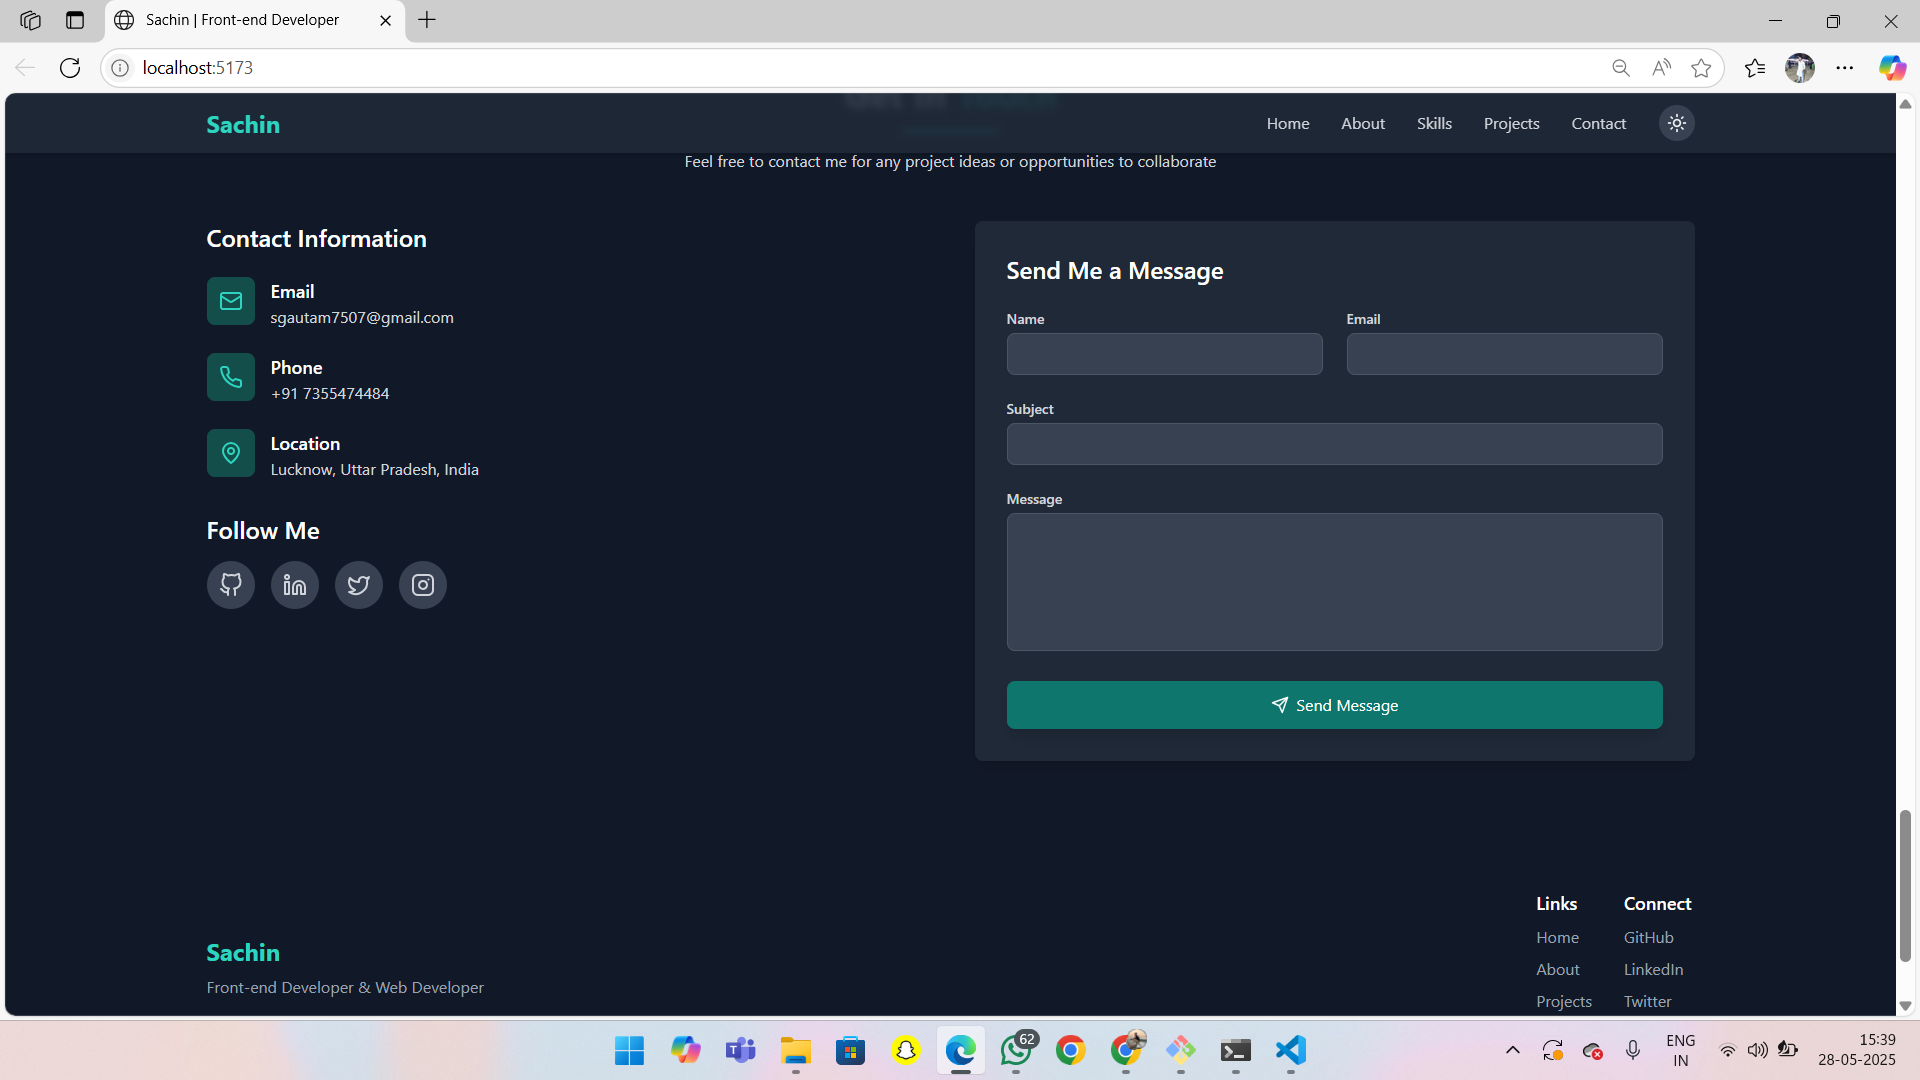 Sachin | Front-end Developer
localhost:5173
Get in Touch
Sachin
Home
About
Skills
Projects
Contact
Feel free to contact me for any project ideas or opportunities to collaborate
Contact Information
Email
sgautam7507@gmail.com
Phone
+91 7355474484
Location
Lucknow, Uttar Pradesh, India
Follow Me
Send Me a Message
Name
Email
Subject
Message
Send Message
Sachin
Front-end Developer & Web Developer
Links
Home
About
Projects
Connect
GitHub
LinkedIn
Twitter
62
ENG
IN
15:39
28-05-2025